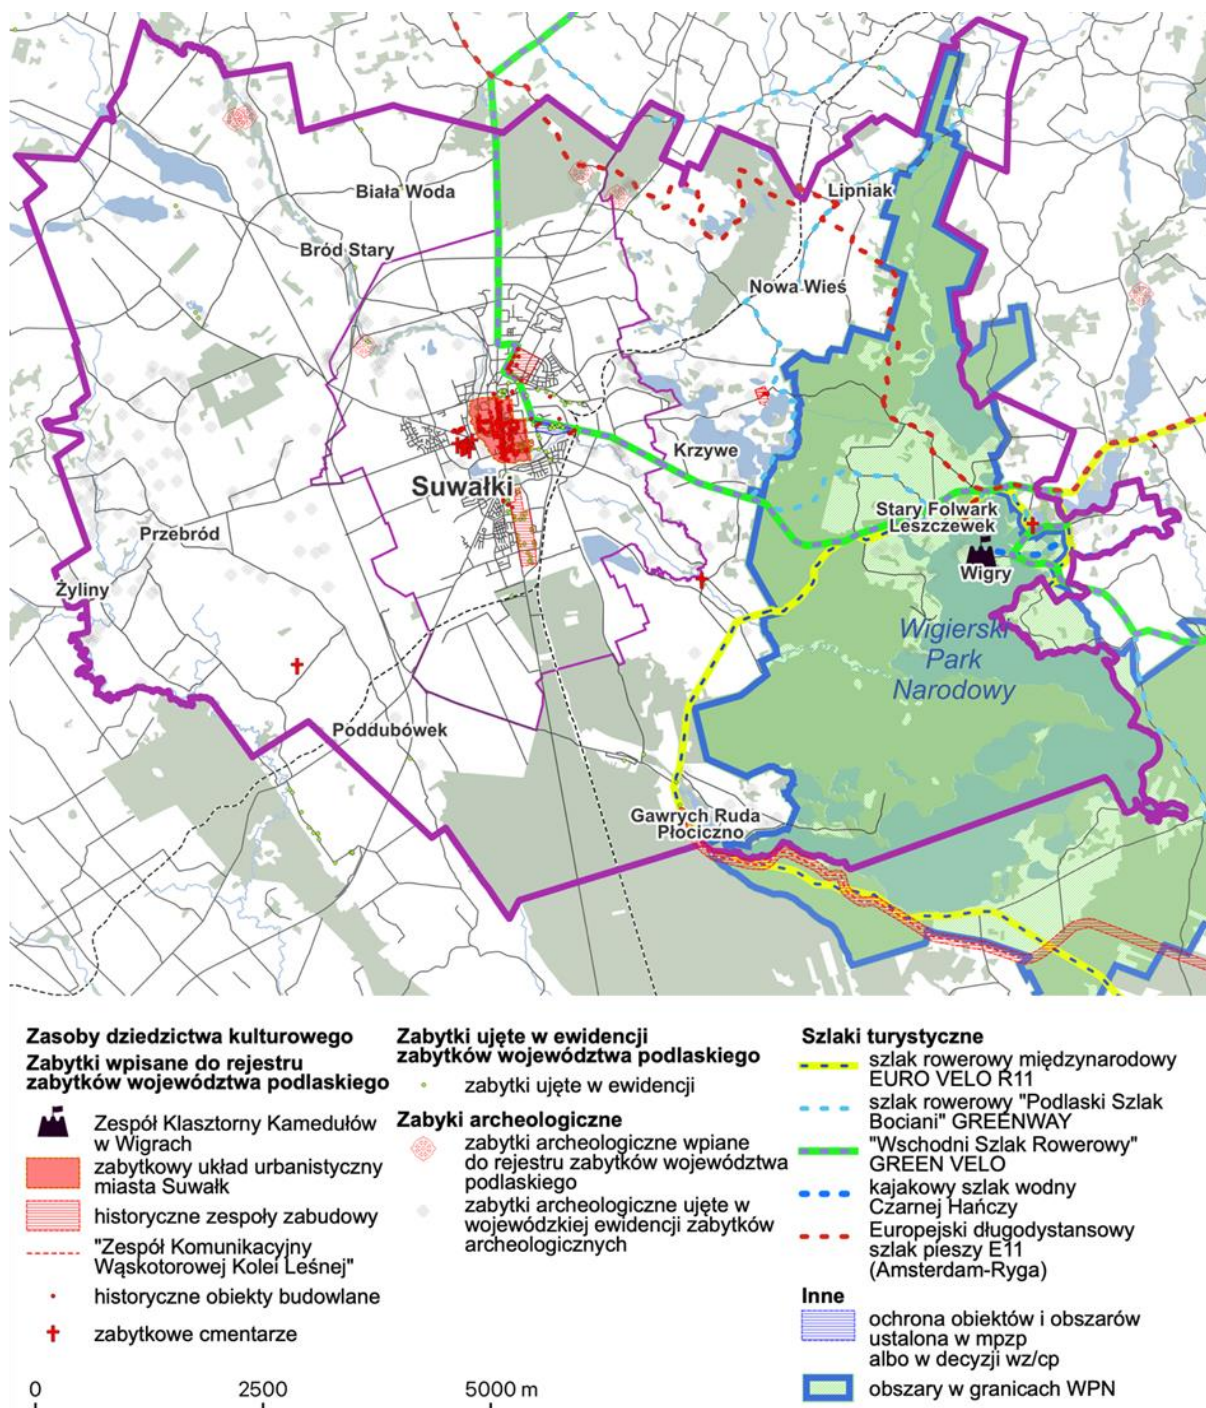 Biała Woda
Lipniak
Bród Stary
Nowa Wieś
Krzywe
Suwałki
Stary Folwark
Leszczewek
Przebród
Wigry
Żyliny
Wigierski
Park
Narodowy
Poddubówek
Gawrych Ruda
Płociczno
Zasoby dziedzictwa kulturowego
Zabytki wpisane do rejestru
zabytków województwa podlaskiego
Zespół Klasztorny Kamedułów
w Wigrach
zabytkowy układ urbanistyczny
miasta Suwałk
historyczne zespoły zabudowy
"Zespół Komunikacyjny
Wąskotorowej Kolei Leśnej"
historyczne obiekty budowlane
zabytkowe cmentarze
0 2500 5000 m
Zabytki ujęte w ewidencji
zabytków województwa podlaskiego
zabytki ujęte w ewidencji
Zabyki archeologiczne
zabytki archeologiczne wpiane
do rejestru zabytków województwa
podlaskiego
zabytki archeologiczne ujęte w
wojewódzkiej ewidencji zabytków
archeologicznych
Szlaki turystyczne
szlak rowerowy międzynarodowy
EURO VELO R11
szlak rowerowy "Podlaski Szlak
Bociani" GREENWAY
"Wschodni Szlak Rowerowy"
GREEN VELO
kajakowy szlak wodny
Czarnej Hańczy
Europejski długodystansowy
szlak pieszy E11
(Amsterdam-Ryga)
Inne
ochrona obiektów i obszarów
ustalona w mpzp
albo w decyzji wz/cp
obszary w granicach WPN